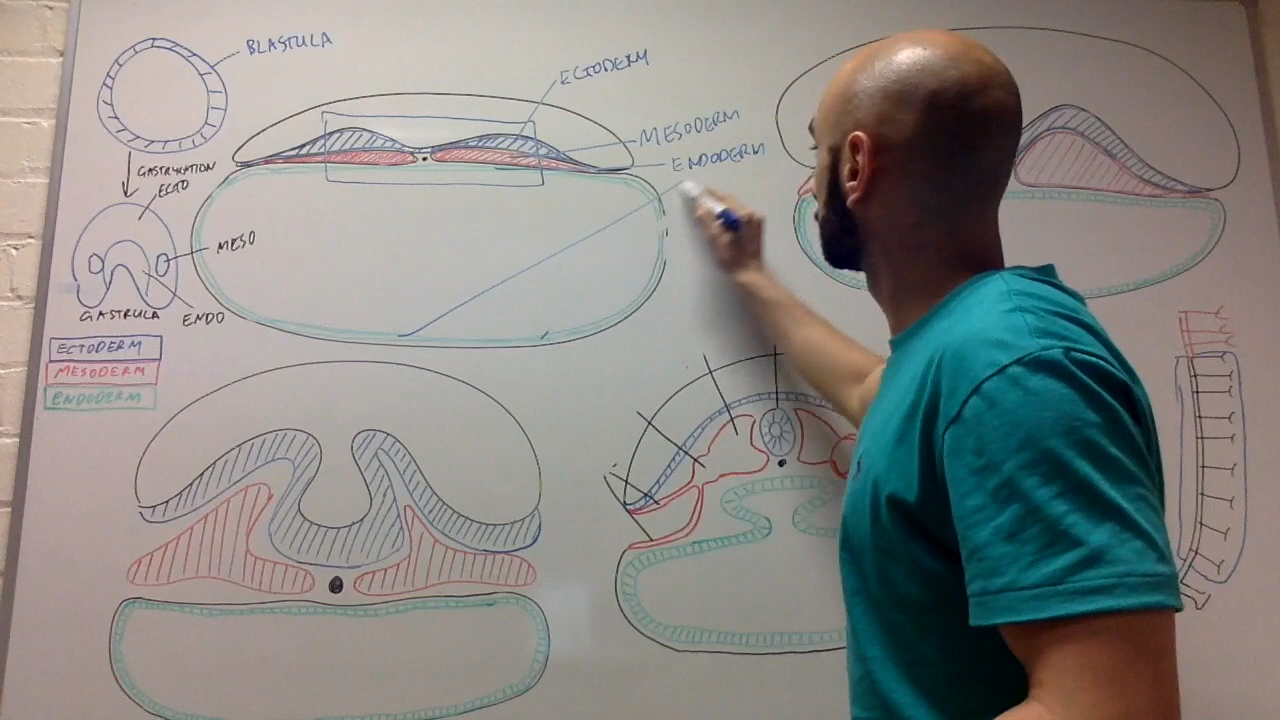 BLASTULA
GASTRULATION
ECTO
MESO
GASTRULA
ENDO
ECTODERM
MESODERM
ENDODERM
ECTODERM
MESODERM
ENDODERM